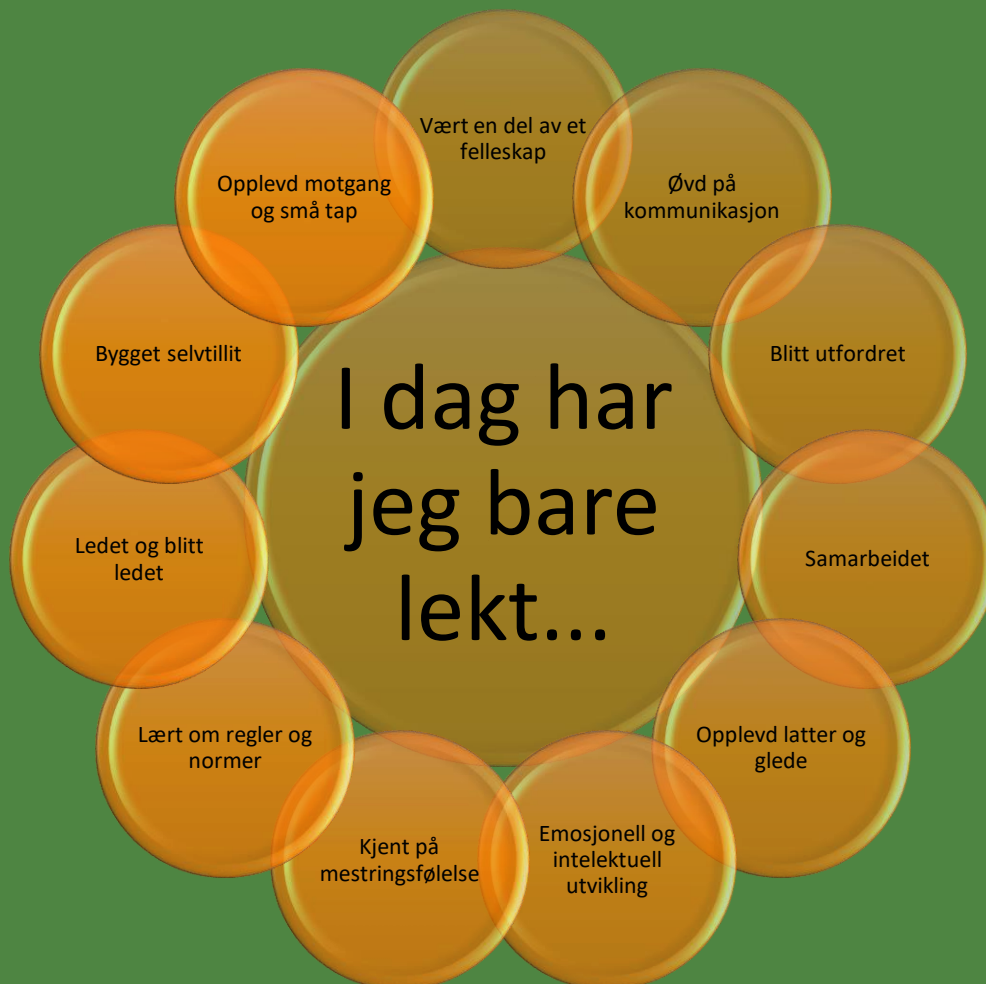 I dag har
jeg bare
lekt...
Vært en del av et
felleskap
Øvd på
kommunikasjon
Blitt utfordret
Samarbeidet
Opplevd latter og
glede
Emosjonell og
intelektuell
utvikling
Kjent på
mestringsfølelse
Lært om regler og
normer
Ledet og blitt
ledet
Bygget selvtillit
Opplevd motgang
og små tap